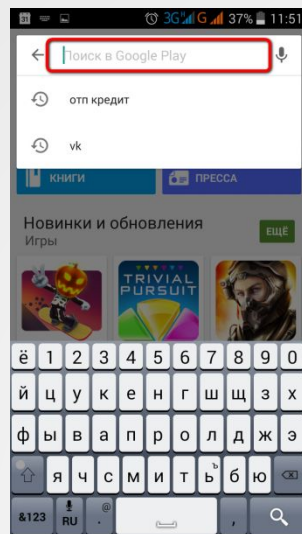 31 3G G 37% 11:51
Поиск в Google Play
отп кредит
vk
КНИГИ ПРЕССА
Новинки и обновления
Игры
ЕЩЁ
TRIVIAL
PURSUIT
ё 1 2 3 4 5 6 7 8 9 0
й ц у к е н г ш щ з х
ф ы в а п р о л д ж э
я ч с м и т ь ъ б ю
&123 RU @ . ,